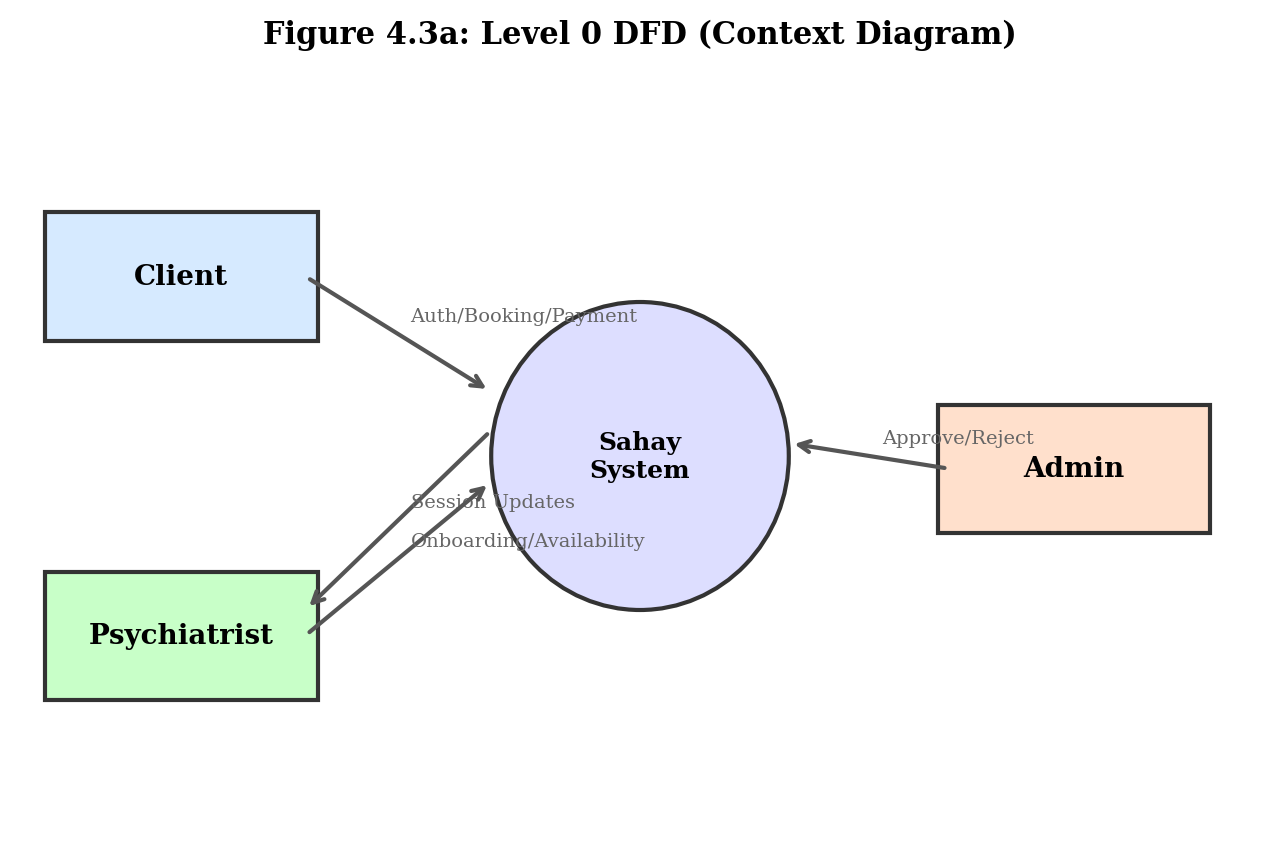 Figure 4.3a: Level 0 DFD (Context Diagram)
Client
Auth/Booking/Payment
Sahay
System
Approve/Reject
Admin
Session Updates
Onboarding/Availability
Psychiatrist